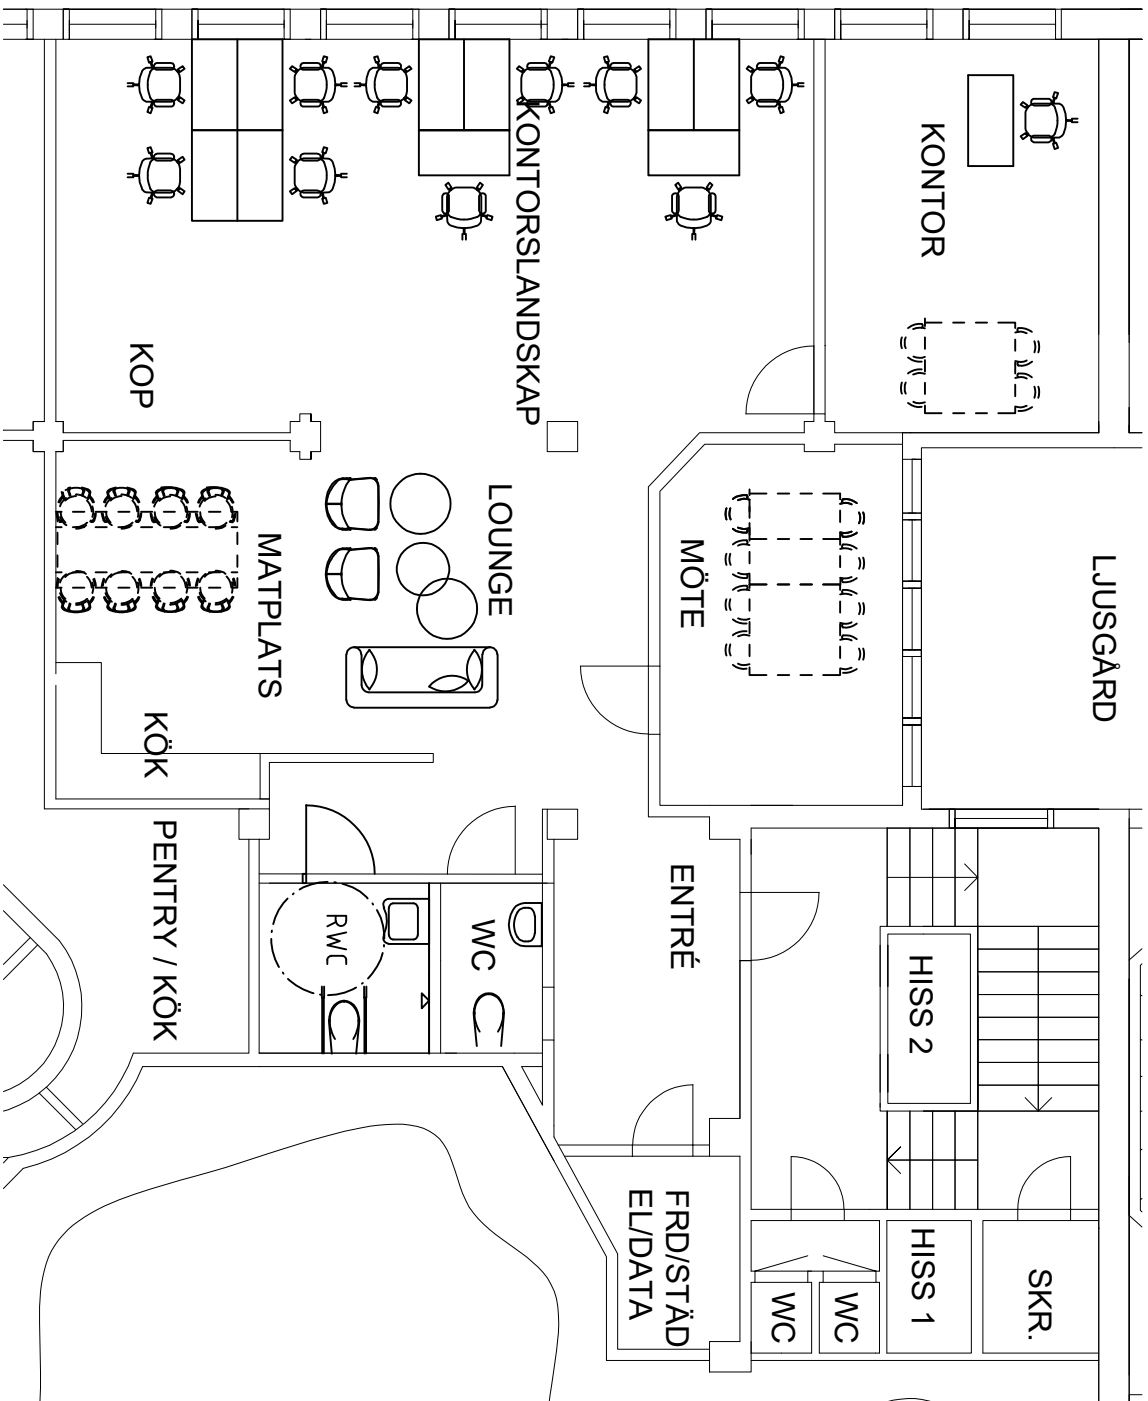 KONTOR
KONTORSLANDSKAP
KOP
LOUNGE
MATPLATS
MÖTE
LJUSGÅRD
KÖK
PENTRY / KÖK
RWC
WC
ENTRÉ
HISS 2
FRD/STÄD
EL/DATA
WC
WC
HISS 1
SKR.